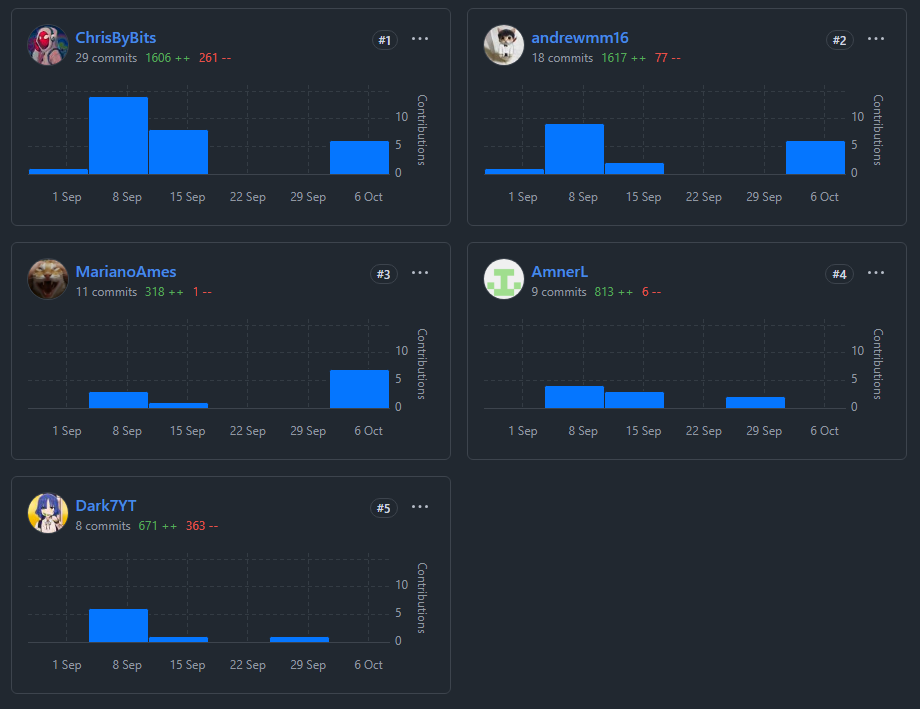 ChrisByBits #1 ···
29 commits 1606 ++ 261 --
10
5
0
Contributions
1 Sep 8 Sep 15 Sep 22 Sep 29 Sep 6 Oct
andrewmm16 #2 ···
18 commits 1617 ++ 77 --
10
5
0
Contributions
1 Sep 8 Sep 15 Sep 22 Sep 29 Sep 6 Oct
MarianoAmes #3 ···
11 commits 318 ++ 1 --
10
5
0
Contributions
1 Sep 8 Sep 15 Sep 22 Sep 29 Sep 6 Oct
AmnerL #4 ···
9 commits 813 ++ 6 --
10
5
0
Contributions
1 Sep 8 Sep 15 Sep 22 Sep 29 Sep 6 Oct
Dark7YT #5 ···
8 commits 671 ++ 363 --
10
5
0
Contributions
1 Sep 8 Sep 15 Sep 22 Sep 29 Sep 6 Oct